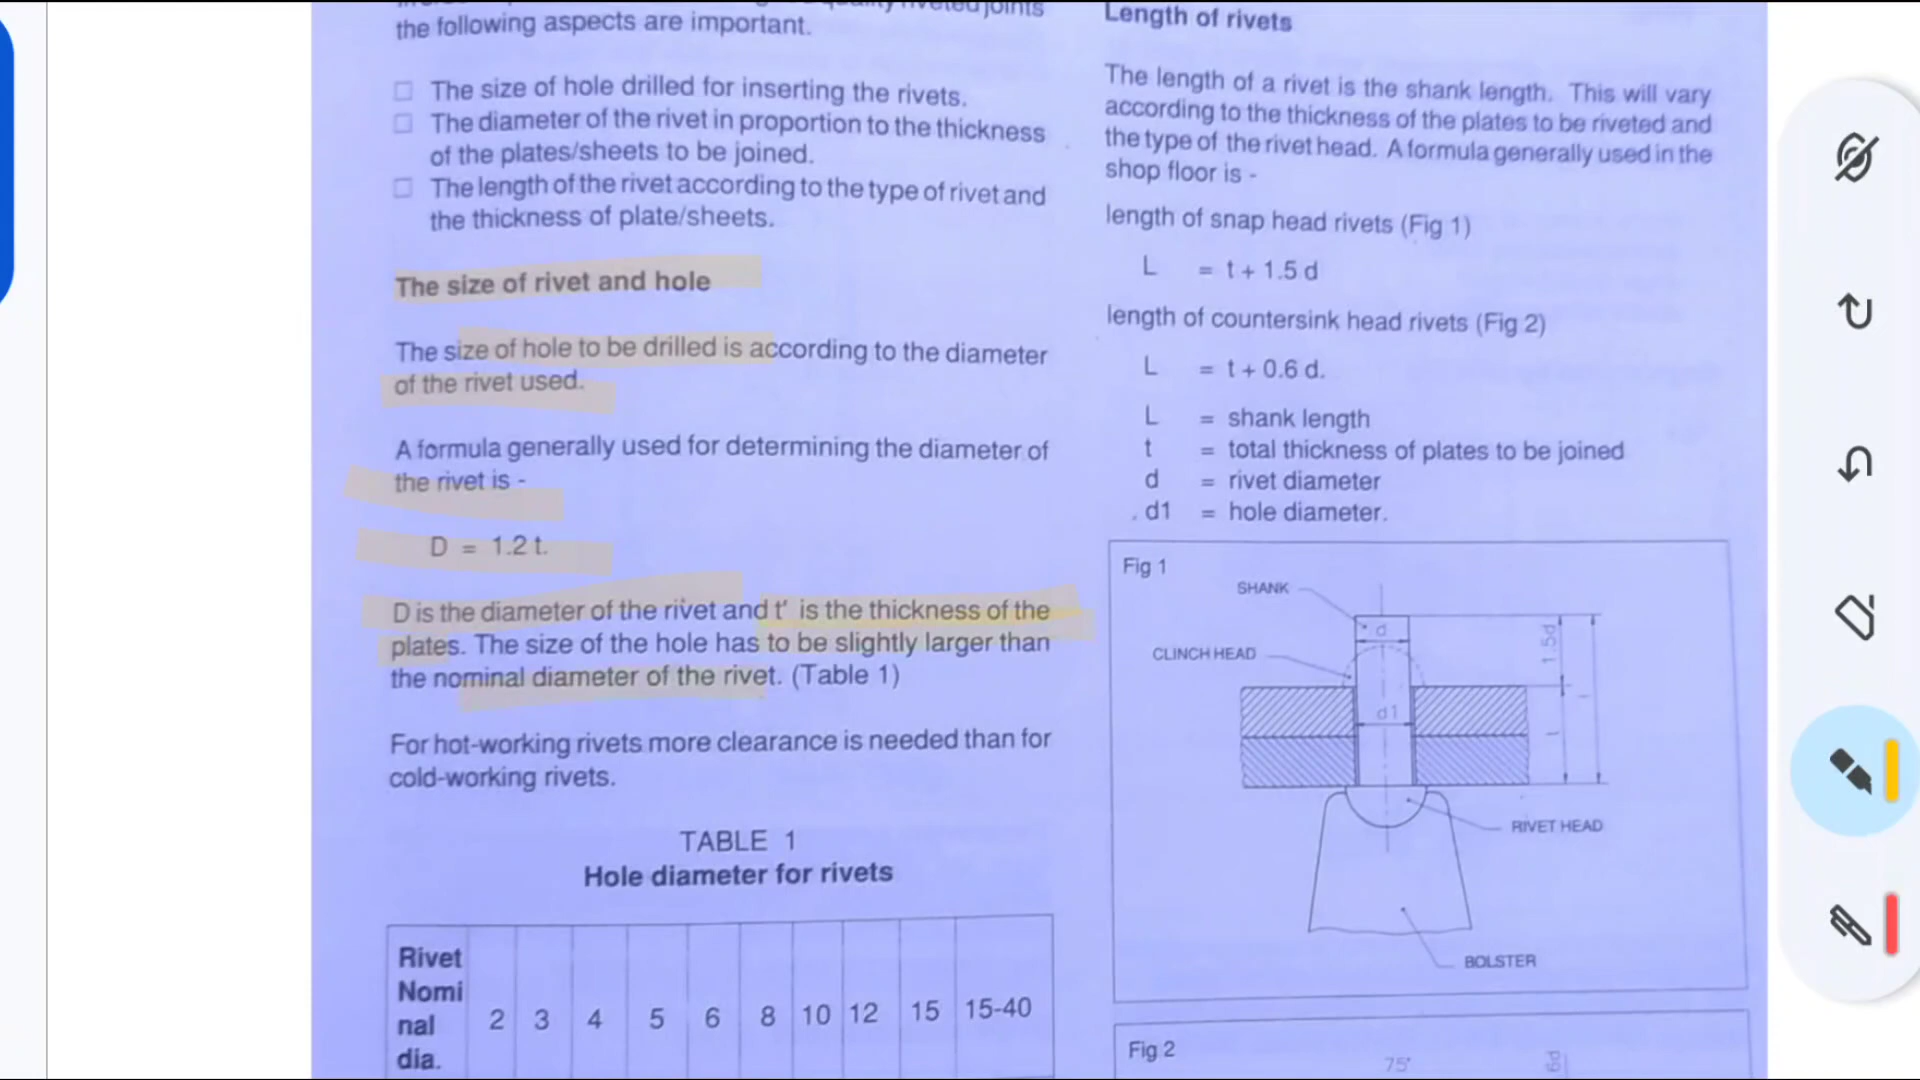 the following aspects are important.
□ The size of hole drilled for inserting the rivets.
□ The diameter of the rivet in proportion to the thickness
of the plates/sheets to be joined.
□ The length of the rivet according to the type of rivet and
the thickness of plate/sheets.
The size of rivet and hole
The size of hole to be drilled is according to the diameter
of the rivet used.
A formula generally used for determining the diameter of
the rivet is -
D = 1.2 t.
D is the diameter of the rivet and t' is the thickness of the
plates. The size of the hole has to be slightly larger than
the nominal diameter of the rivet. (Table 1)
For hot-working rivets more clearance is needed than for
cold-working rivets.
TABLE 1
Hole diameter for rivets
Rivet
Nomi
nal
dia.
2 3 4 5 6 8 10 12 15 15-40
Length of rivets
The length of a rivet is the shank length. This will vary
according to the thickness of the plates to be riveted and
the type of the rivet head. A formula generally used in the
shop floor is -
length of snap head rivets (Fig 1)
L = t + 1.5 d
length of countersink head rivets (Fig 2)
L = t + 0.6 d.
L = shank length
t = total thickness of plates to be joined
d = rivet diameter
d1 = hole diameter.
Fig 1
SHANK
d
1.5d
CLINCH HEAD
d1
RIVET HEAD
BOLSTER
Fig 2
75°